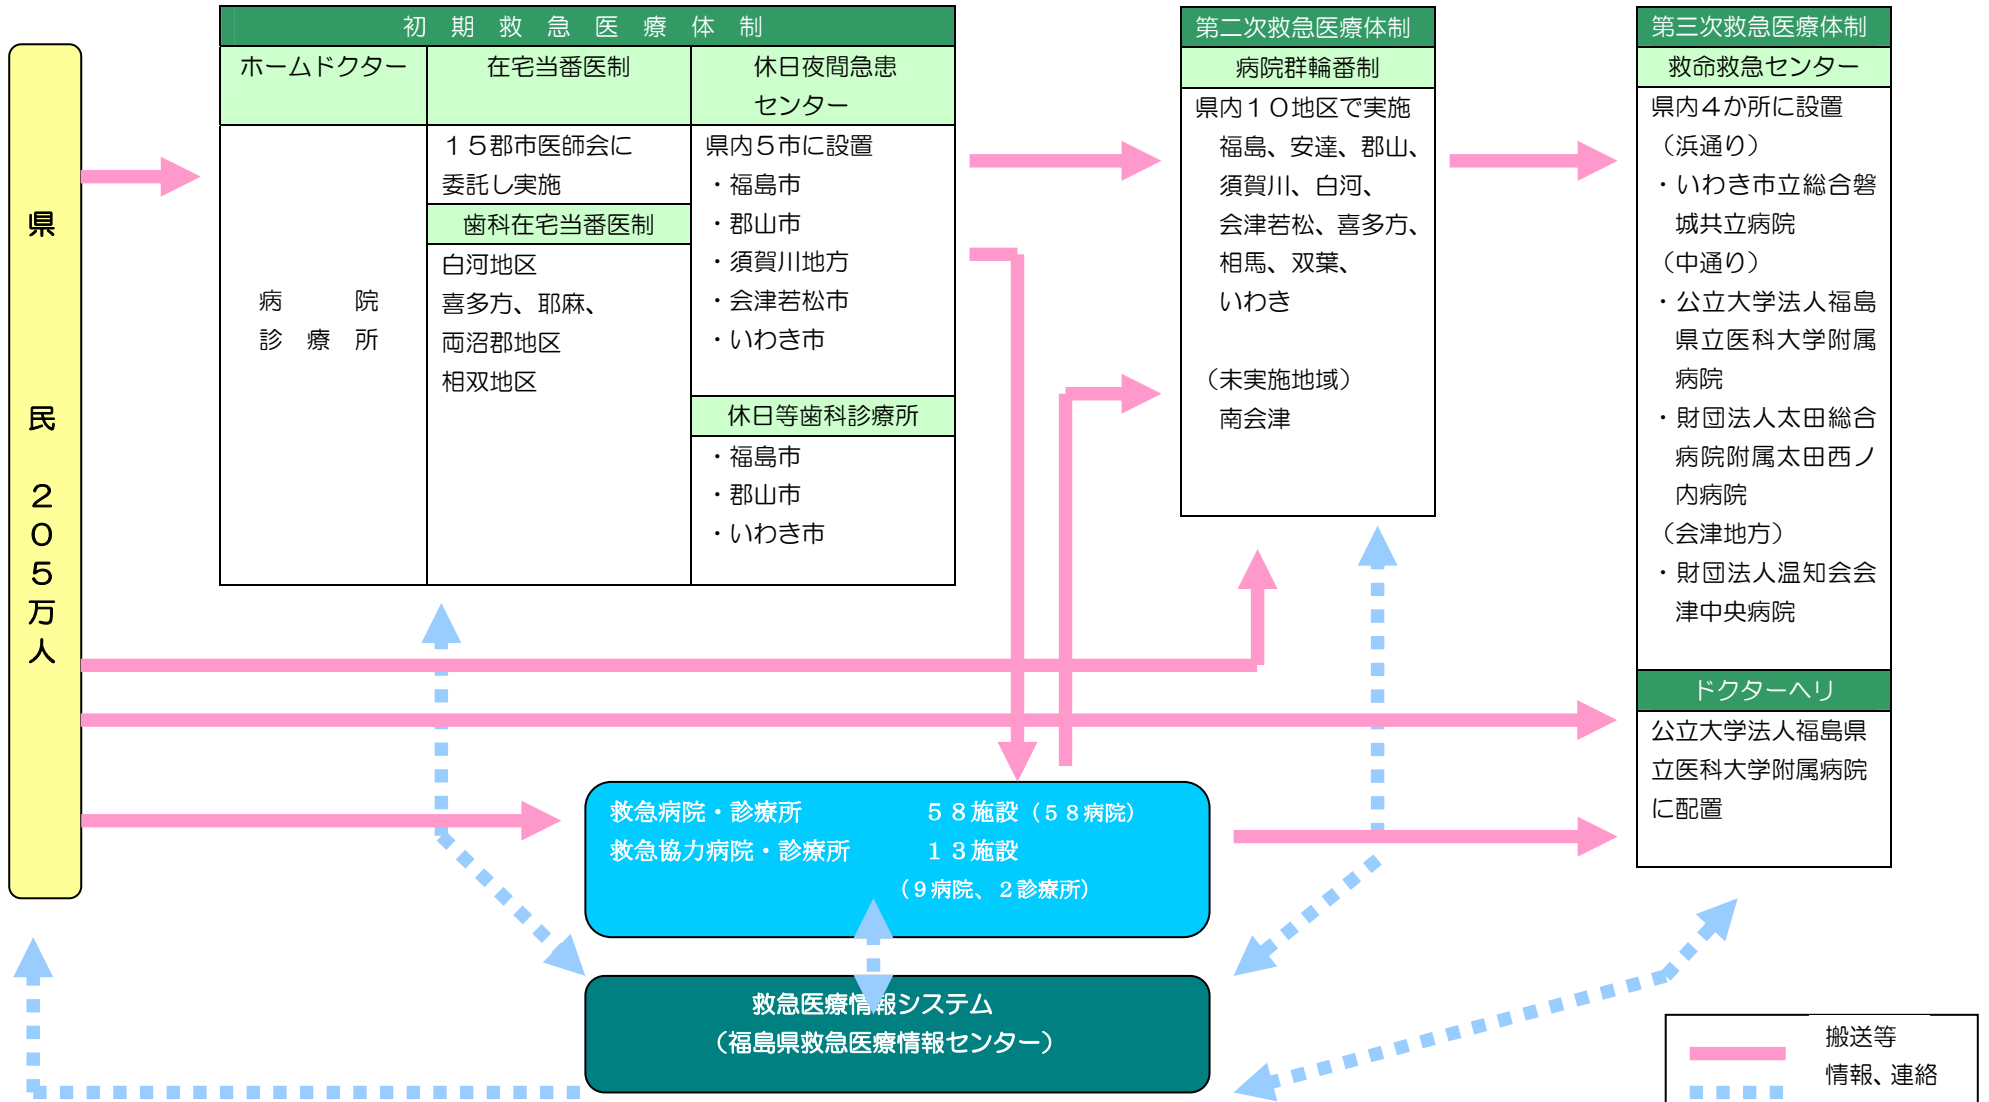 県
民
２
０
５
万
人
初期救急医療体制
ホームドクター
病院
診療所
在宅当番医制
１５郡市医師会に
委託し実施
歯科在宅当番医制
白河地区
喜多方、耶麻、
両沼郡地区
相双地区
休日夜間急患
センター
県内５市に設置
・福島市
・郡山市
・須賀川地方
・会津若松市
・いわき市
休日等歯科診療所
・福島市
・郡山市
・いわき市
第二次救急医療体制
病院群輪番制
県内１０地区で実施
福島、安達、郡山、
須賀川、白河、
会津若松、喜多方、
相馬、双葉、
いわき
（未実施地域）
南会津
第三次救急医療体制
救命救急センター
県内４か所に設置
（浜通り）
・いわき市立総合磐
城共立病院
（中通り）
・公立大学法人福島
県立医科大学附属
病院
・財団法人太田綜合
病院附属太田西ノ
内病院
（会津地方）
・財団法人温知会会
津中央病院
ドクターヘリ
公立大学法人福島県
立医科大学附属病院
に配置
救急病院・診療所 ５８施設（５８病院）
救急協力病院・診療所 １３施設
（９病院、２診療所）
救急医療情報システム
（福島県救急医療情報センター）
搬送等
情報、連絡